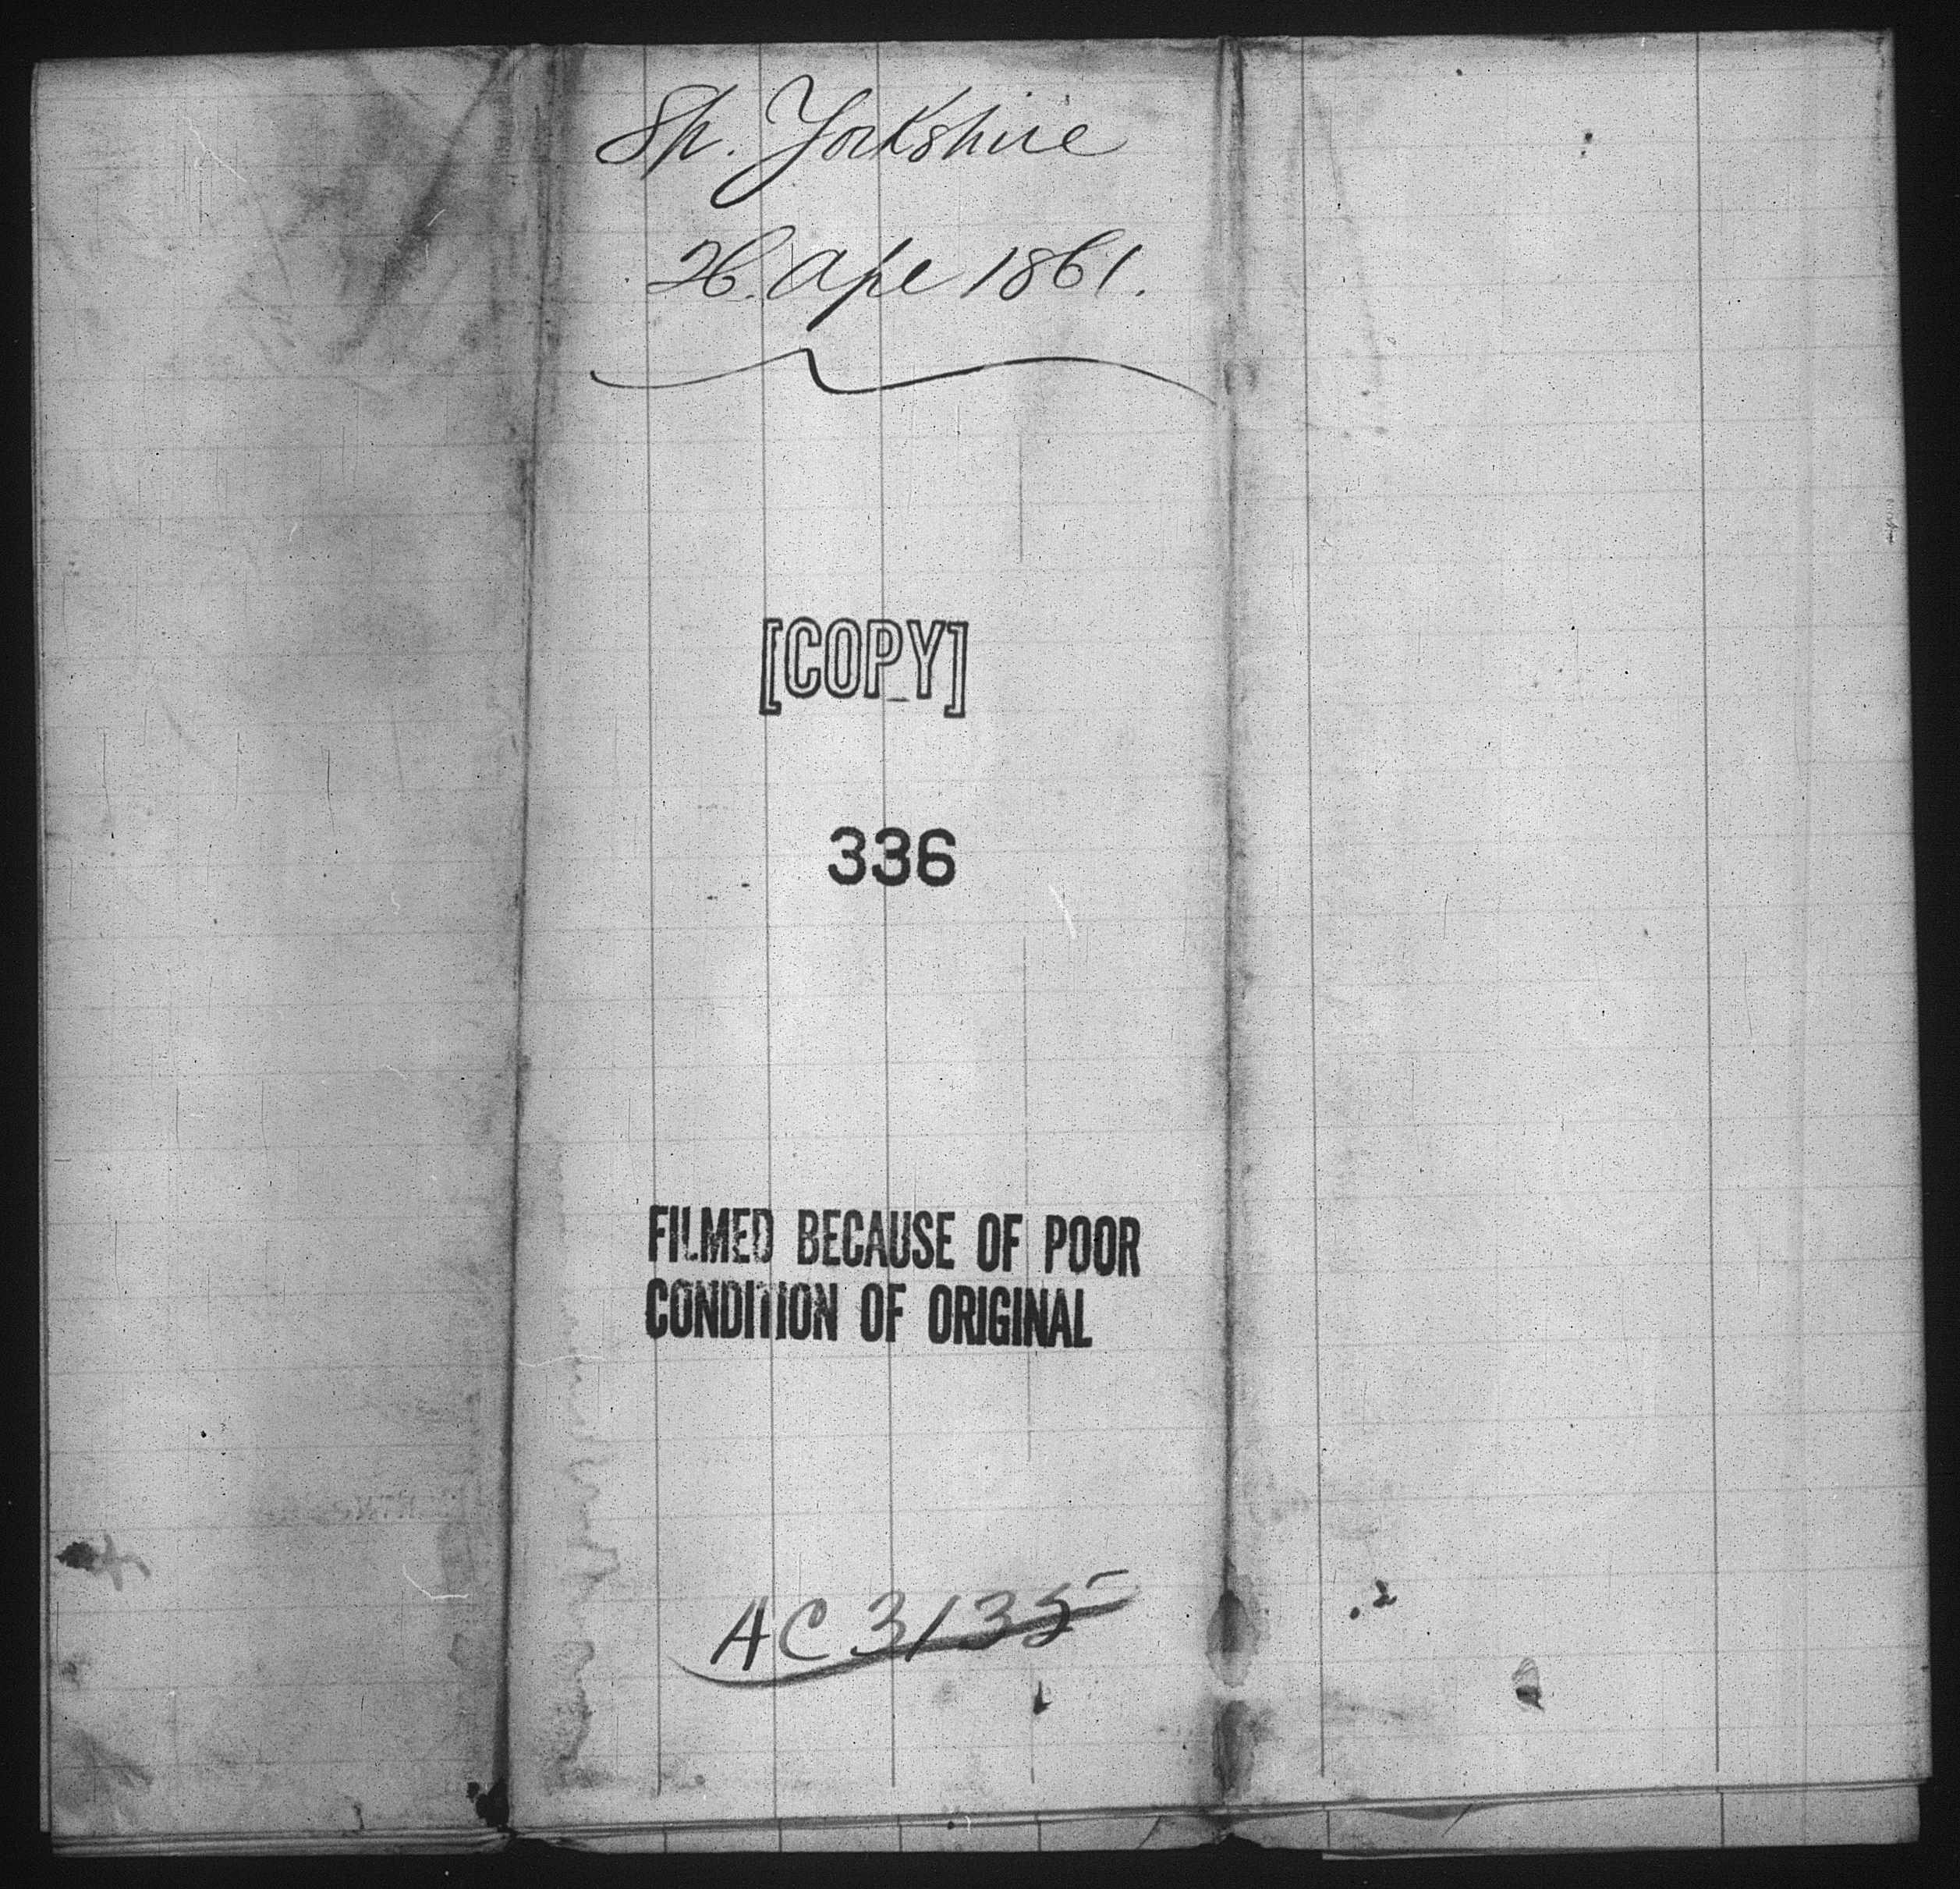 Sh. Yorkshire
26. Apl 1861.
[COPY]
336
FILMED BECAUSE OF POOR
CONDITION OF ORIGINAL
AC 3135